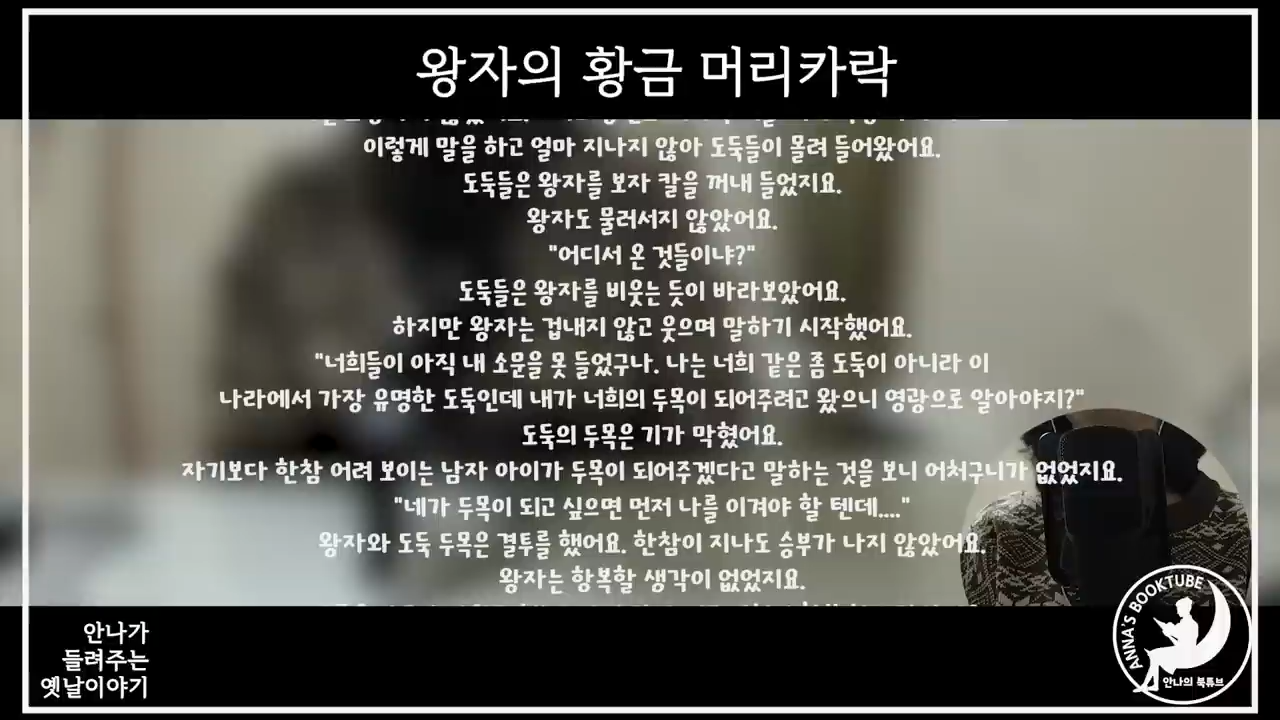 왕자의 황금 머리카락
이렇게 말을 하고 얼마 지나지 않아 도둑들이 몰려 들어왔어요.
도둑들은 왕자를 보자 칼을 꺼내 들었지요.
왕자도 물러서지 않았어요.
"어디서 온 것들이냐?"
도둑들은 왕자를 비웃는 듯이 바라보았어요.
하지만 왕자는 겁내지 않고 웃으며 말하기 시작했어요.
"너희들이 아직 내 소문을 못 들었구나. 나는 너희 같은 좀 도둑이 아니라 이
나라에서 가장 유명한 도둑인데 내가 너희의 두목이 되어주려고 왔으니 영광으로 알아야지?"
도둑의 두목은 기가 막혔어요.
자기보다 한참 어려 보이는 남자 아이가 두목이 되어주겠다고 말하는 것을 보니 어처구니가 없었지요.
"네가 두목이 되고 싶으면 먼저 나를 이겨야 할 텐데...."
왕자와 도둑 두목은 결투를 했어요. 한참이 지나도 승부가 나지 않았어요.
왕자는 항복할 생각이 없었지요.
안나가
들려주는
옛날이야기
ANNA'S BOOKTUBE
안나의 북튜브